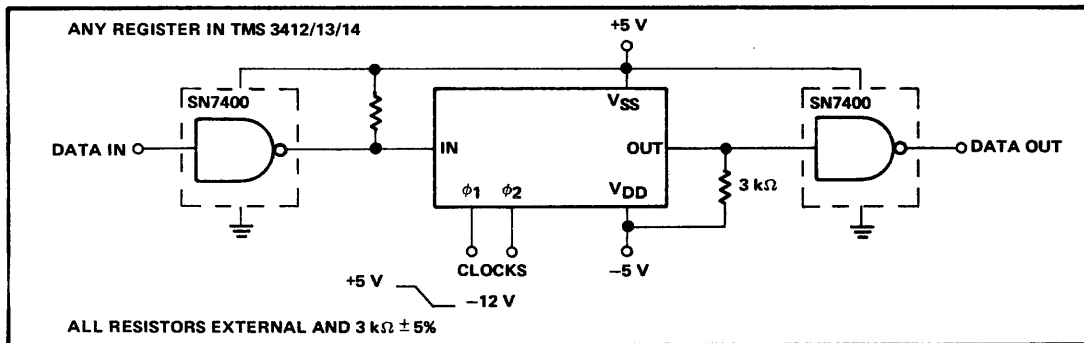 ANY REGISTER IN TMS 3412/13/14
+5 V
SN7400
VSS
SN7400
DATA IN
IN
OUT
DATA OUT
3 kΩ
ϕ1 ϕ2
VDD
CLOCKS
–5 V
+5 V
–12 V
ALL RESISTORS EXTERNAL AND 3 kΩ ± 5%